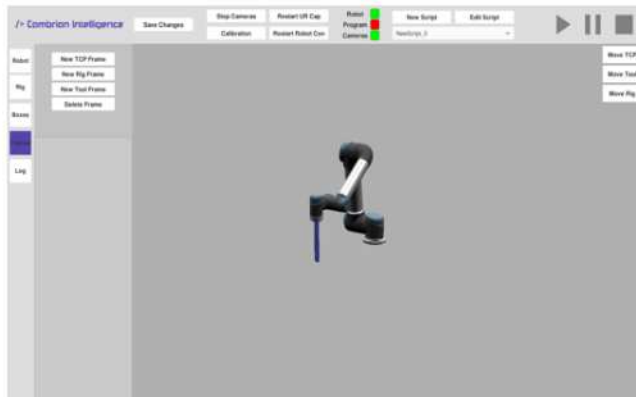 /> Combrion Intelligence
Save Changes
Stop Cameras
Restart UR Cap
Calibration
Restart Robot Con
Robot
Program
Cameras
New Script
Edit Script
NewScript_0
Robot
Rig
Boxes
Log
New TCP Frame
New Rig Frame
New Tool Frame
Delete Frame
Move TCP
Move Tool
Move Rig